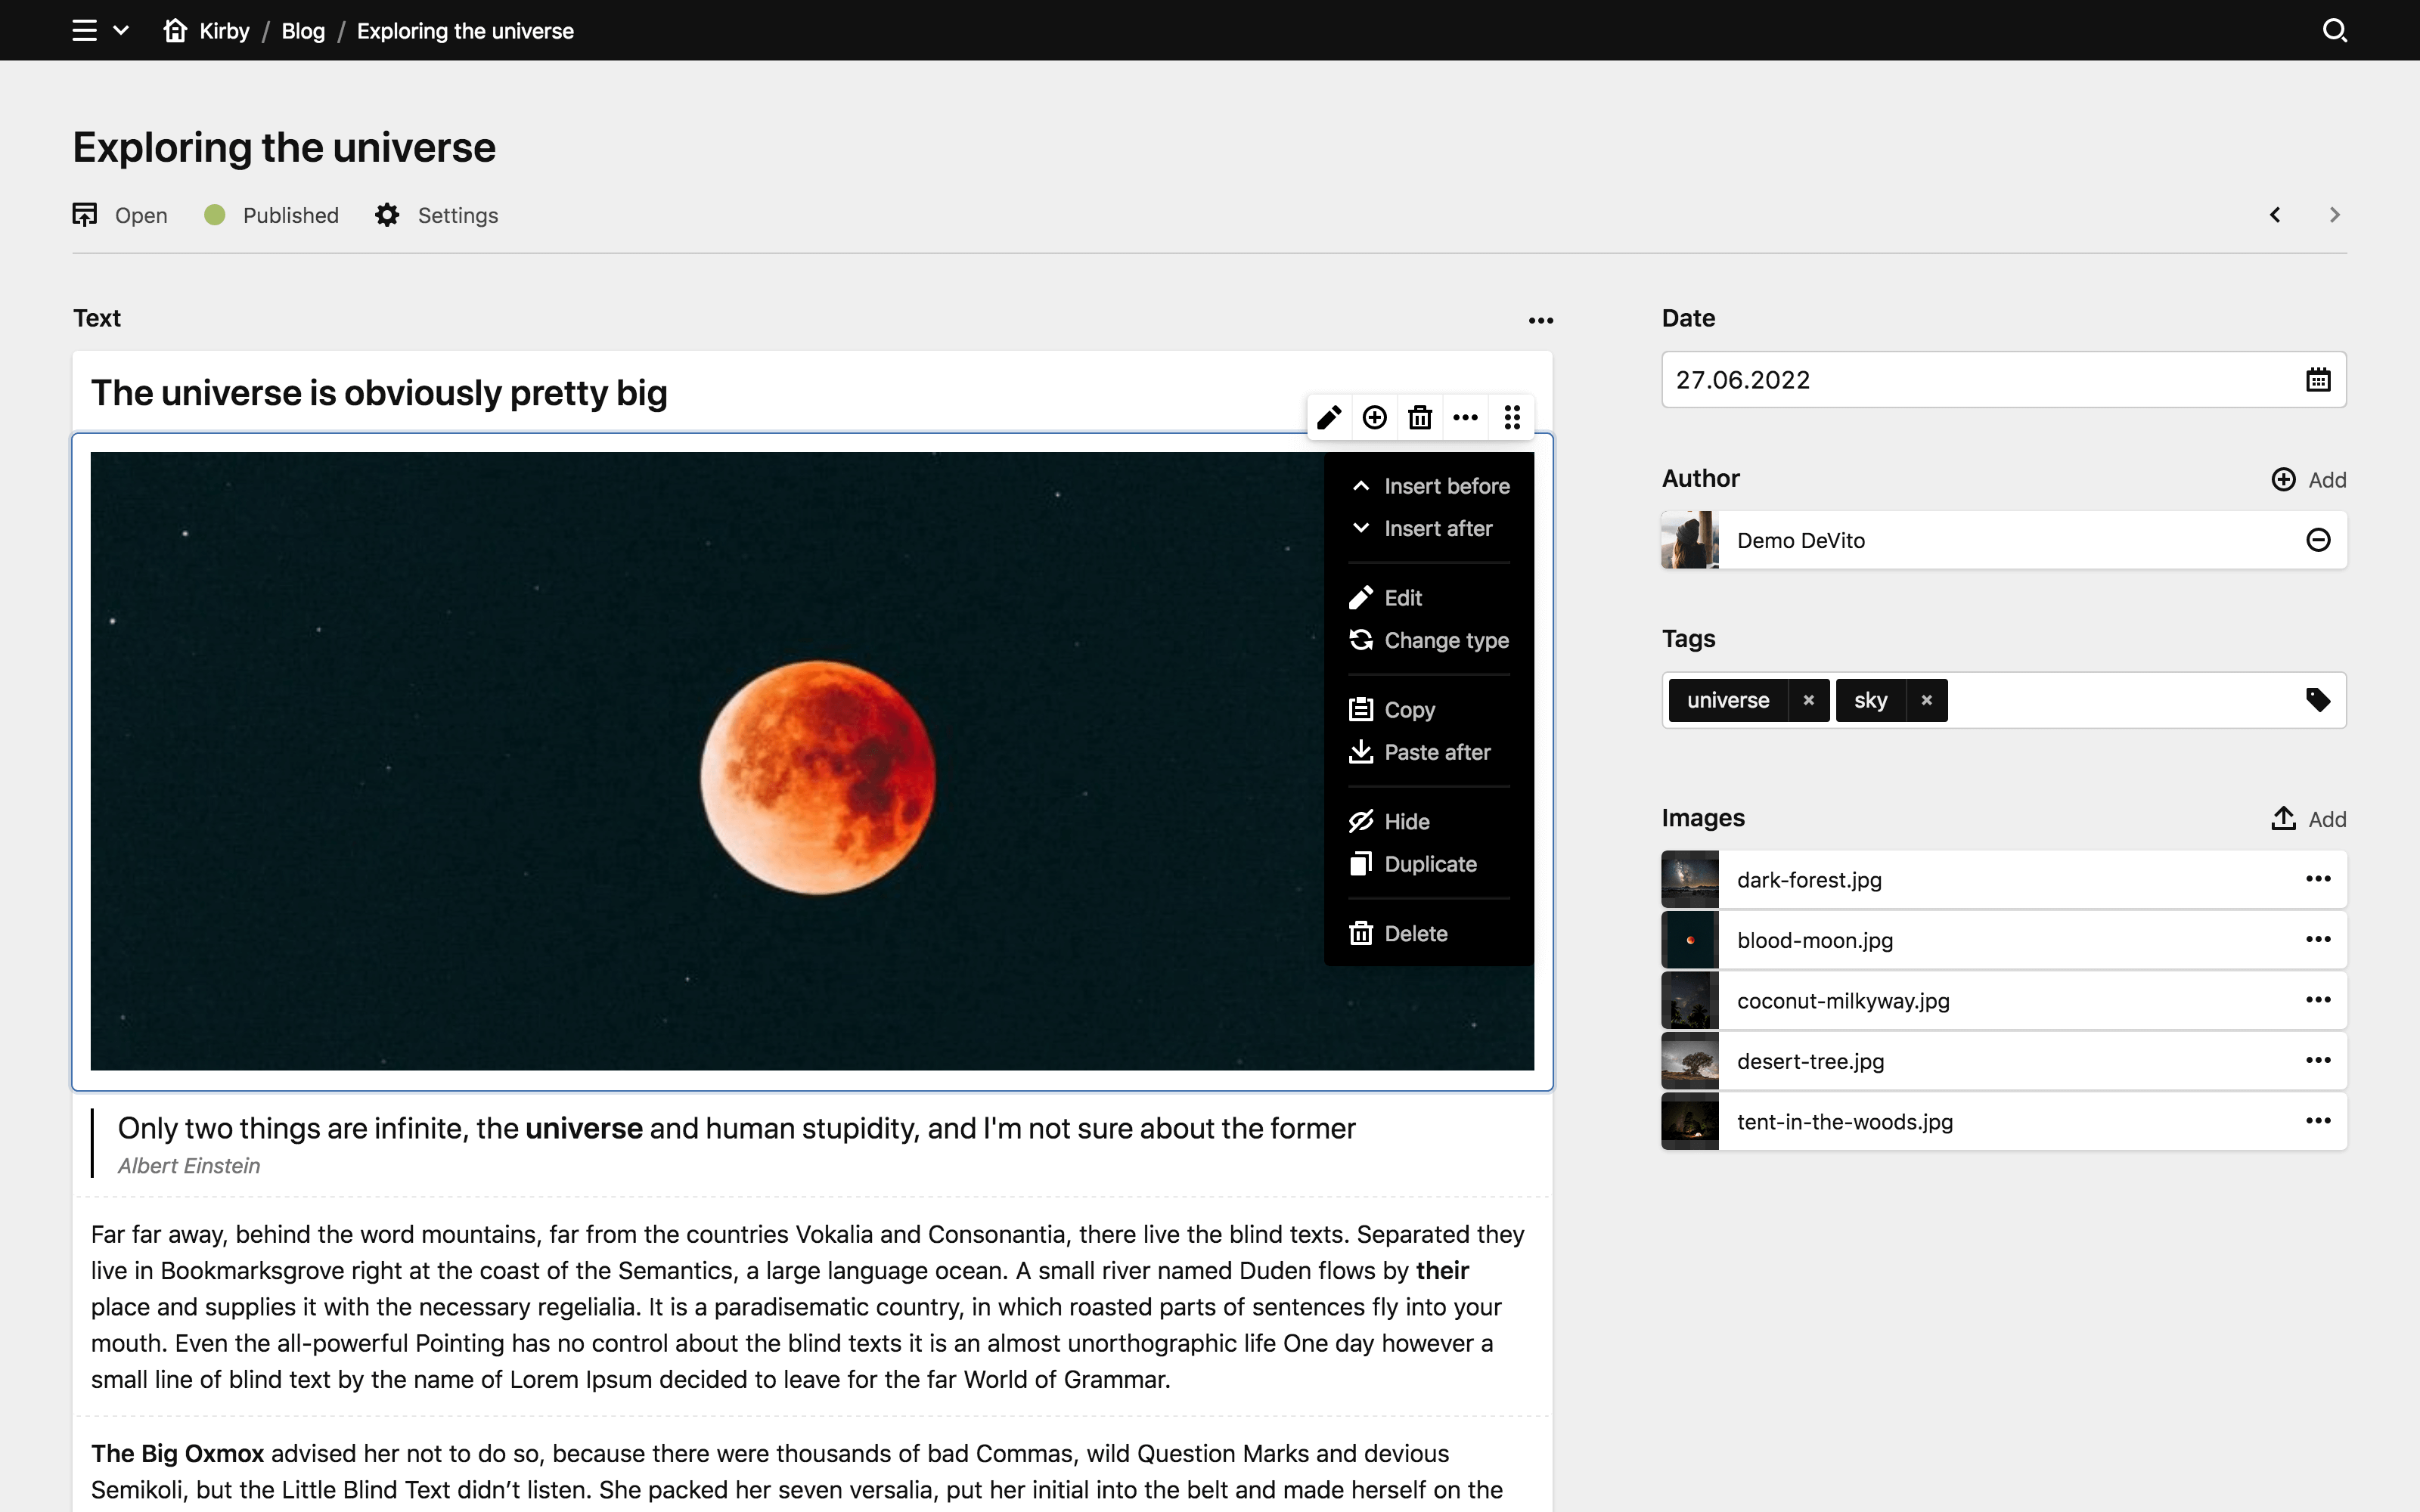 Kirby / Blog / Exploring the universe
Exploring the universe
Open Published Settings
Text
The universe is obviously pretty big
Insert before
Insert after
Edit
Change type
Copy
Paste after
Hide
Duplicate
Delete
Only two things are infinite, the universe and human stupidity, and I'm not sure about the former
Albert Einstein
Far far away, behind the word mountains, far from the countries Vokalia and Consonantia, there live the blind texts. Separated they
live in Bookmarksgrove right at the coast of the Semantics, a large language ocean. A small river named Duden flows by their
place and supplies it with the necessary regelialia. It is a paradisematic country, in which roasted parts of sentences fly into your
mouth. Even the all-powerful Pointing has no control about the blind texts it is an almost unorthographic life One day however a
small line of blind text by the name of Lorem Ipsum decided to leave for the far World of Grammar.
The Big Oxmox advised her not to do so, because there were thousands of bad Commas, wild Question Marks and devious
Semikoli, but the Little Blind Text didn’t listen. She packed her seven versalia, put her initial into the belt and made herself on the
Date
27.06.2022
Author Add
Demo DeVito
Tags
universe × sky ×
Images Add
dark-forest.jpg
blood-moon.jpg
coconut-milkyway.jpg
desert-tree.jpg
tent-in-the-woods.jpg